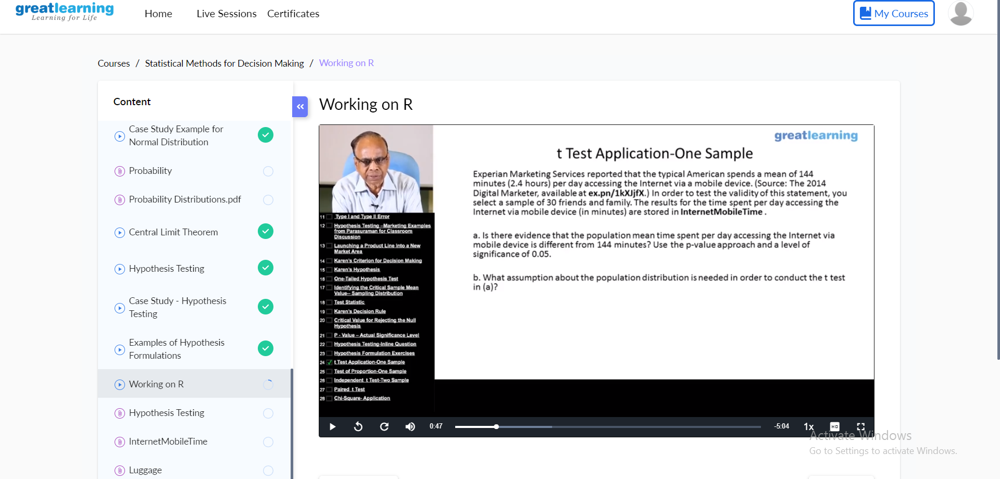 greatlearning
Learning for Life
Home
Live Sessions
Certificates
My Courses
Courses / Statistical Methods for Decision Making / Working on R
Content
Case Study Example for
Normal Distribution
Probability
Probability Distributions.pdf
Central Limit Theorem
Hypothesis Testing
Case Study - Hypothesis
Testing
Examples of Hypothesis
Formulations
Working on R
Hypothesis Testing
InternetMobileTime
Luggage
«
Working on R
greatlearning
t Test Application-One Sample
Experian Marketing Services reported that the typical American spends a mean of 144
minutes (2.4 hours) per day accessing the Internet via a mobile device. (Source: The 2014
Digital Marketer, available at ex.pn/1kXJjfX.) In order to test the validity of this statement, you
select a sample of 30 friends and family. The results for the time spent per day accessing the
Internet via mobile device (in minutes) are stored in InternetMobileTime .
a. Is there evidence that the population mean time spent per day accessing the Internet via
mobile device is different from 144 minutes? Use the p-value approach and a level of
significance of 0.05.
b. What assumption about the population distribution is needed in order to conduct the t test
in (a)?
11 Type I and Type II Error
12 Hypothesis Testing –Marketing Examples
from Parasuraman for Classroom
Discussion
13 Launching a Product Line Into a New
Market Area
14 Karen's Criterion for Decision Making
15 Karen's Hypothesis
16 One-Tailed Hypothesis Test
17 Identifying the Critical Sample Mean
Value-- Sampling Distribution
18 Test Statistic
19 Karen's Decision Rule
20 Critical Value for Rejecting the Null
Hypothesis
21 P - Value – Actual Significance Level
22 Hypothesis Testing-Inline Question
23 Hypothesis Formulation Exercises
24 t Test Application-One Sample
25 Test of Proportion-One Sample
26 Independent t Test-Two Sample
27 Paired t Test
28 Chi-Square- Application
0:47
-5:04
1x
HD
Activate Windows
Go to Settings to activate Windows.